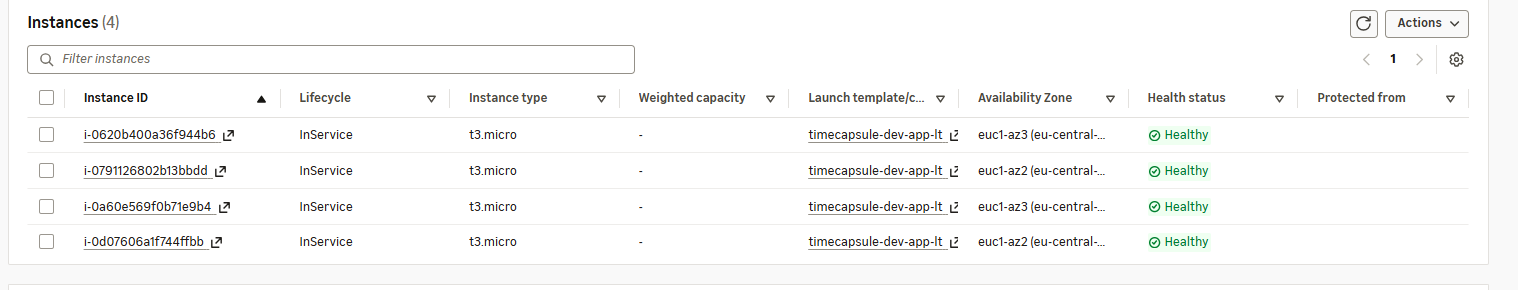 Instances (4)
Actions
Filter instances
1
Instance ID Lifecycle Instance type Weighted capacity Launch template/c... Availability Zone Health status Protected from
i-0620b400a36f944b6 InService t3.micro - timecapsule-dev-app-lt euc1-az3 (eu-central-... Healthy
i-0791126802b13bbdd InService t3.micro - timecapsule-dev-app-lt euc1-az2 (eu-central-... Healthy
i-0a60e569f0b71e9b4 InService t3.micro - timecapsule-dev-app-lt euc1-az3 (eu-central-... Healthy
i-0d07606a1f744ffbb InService t3.micro - timecapsule-dev-app-lt euc1-az2 (eu-central-... Healthy